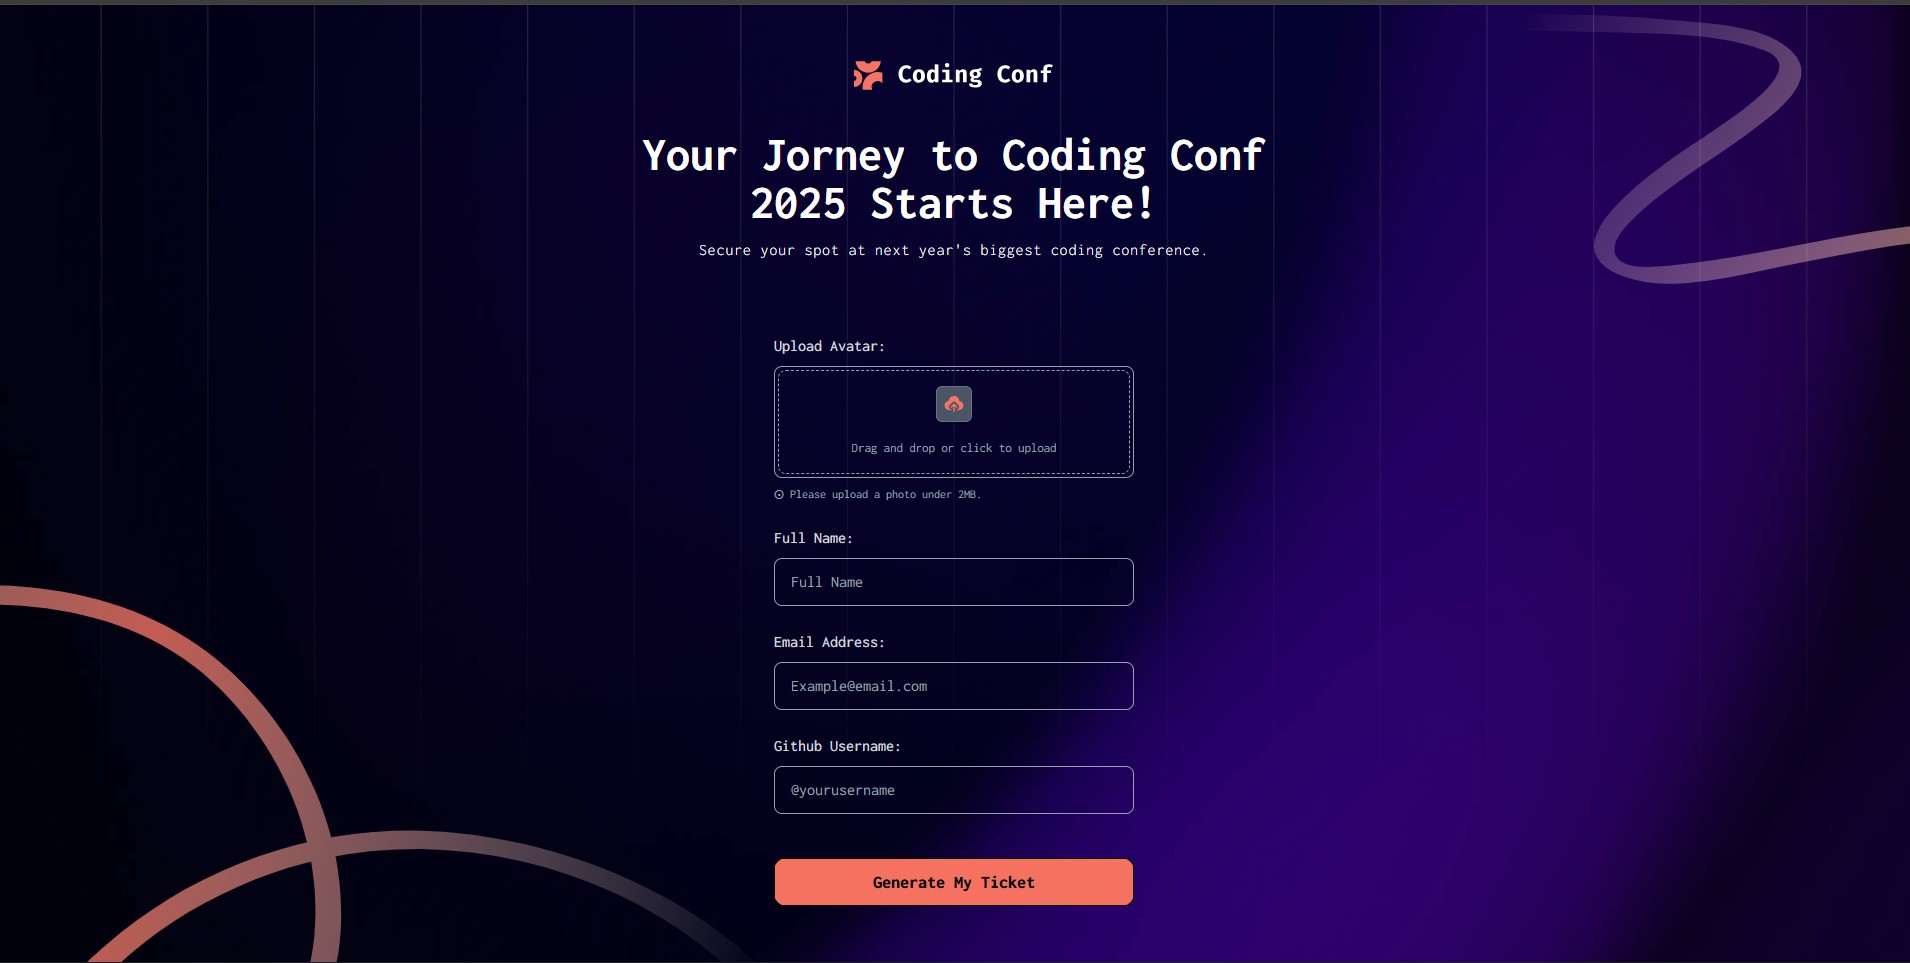 Coding Conf
Your Jorney to Coding Conf
2025 Starts Here!
Secure your spot at next year's biggest coding conference.
Upload Avatar:
Drag and drop or click to upload
Please upload a photo under 2MB.
Full Name:
Full Name
Email Address:
Example@email.com
Github Username:
@yourusername
Generate My Ticket